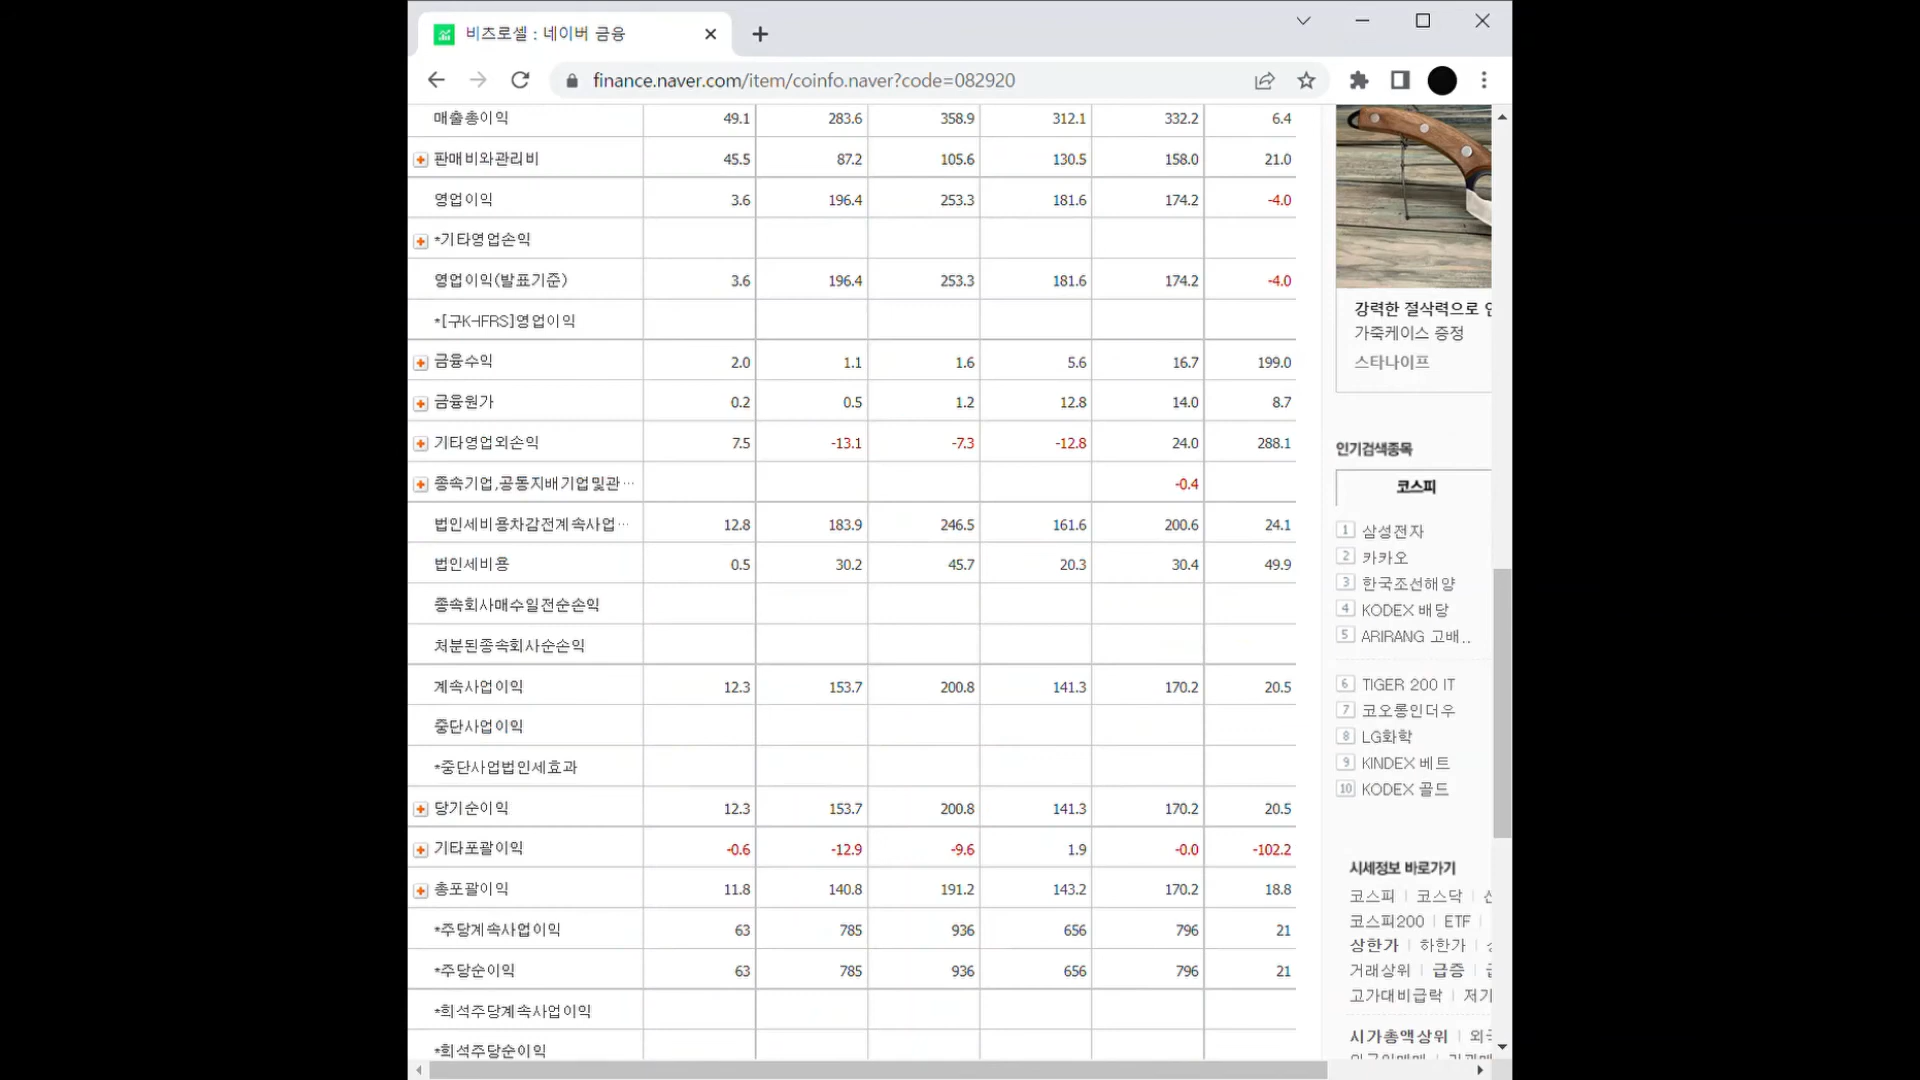 비츠로셀 : 네이버 금융
finance.naver.com/item/coinfo.naver?code=082920
매출총이익 49.1 283.6 358.9 312.1 332.2 6.4
판매비와관리비 45.5 87.2 105.6 130.5 158.0 21.0
영업이익 3.6 196.4 253.3 181.6 174.2 -4.0
*기타영업손익
영업이익(발표기준) 3.6 196.4 253.3 181.6 174.2 -4.0
*[구K-IFRS]영업이익
금융수익 2.0 1.1 1.6 5.6 16.7 199.0
금융원가 0.2 0.5 1.2 12.8 14.0 8.7
기타영업외손익 7.5 -13.1 -7.3 -12.8 24.0 288.1
종속기업,공동지배기업및관… -0.4
법인세비용차감전계속사업… 12.8 183.9 246.5 161.6 200.6 24.1
법인세비용 0.5 30.2 45.7 20.3 30.4 49.9
종속회사매수일전순손익
처분된종속회사순손익
계속사업이익 12.3 153.7 200.8 141.3 170.2 20.5
중단사업이익
*중단사업법인세효과
당기순이익 12.3 153.7 200.8 141.3 170.2 20.5
기타포괄이익 -0.6 -12.9 -9.6 1.9 -0.0 -102.2
총포괄이익 11.8 140.8 191.2 143.2 170.2 18.8
*주당계속사업이익 63 785 936 656 796 21
*주당순이익 63 785 936 656 796 21
*희석주당계속사업이익
*희석주당순이익
강력한 절삭력으로
가죽케이스 증정
스타나이프
인기검색종목
코스피
1 삼성전자
2 카카오
3 한국조선해양
4 KODEX 배당
5 ARIRANG 고배..
6 TIGER 200 IT
7 코오롱인더우
8 LG화학
9 KINDEX 베트
10 KODEX 골드
시세정보 바로가기
코스피 | 코스닥 |
코스피200 | ETF |
상한가 | 하한가 |
거래상위 | 급증 |
고가대비급락 | 저가
시가총액상위 | 외국